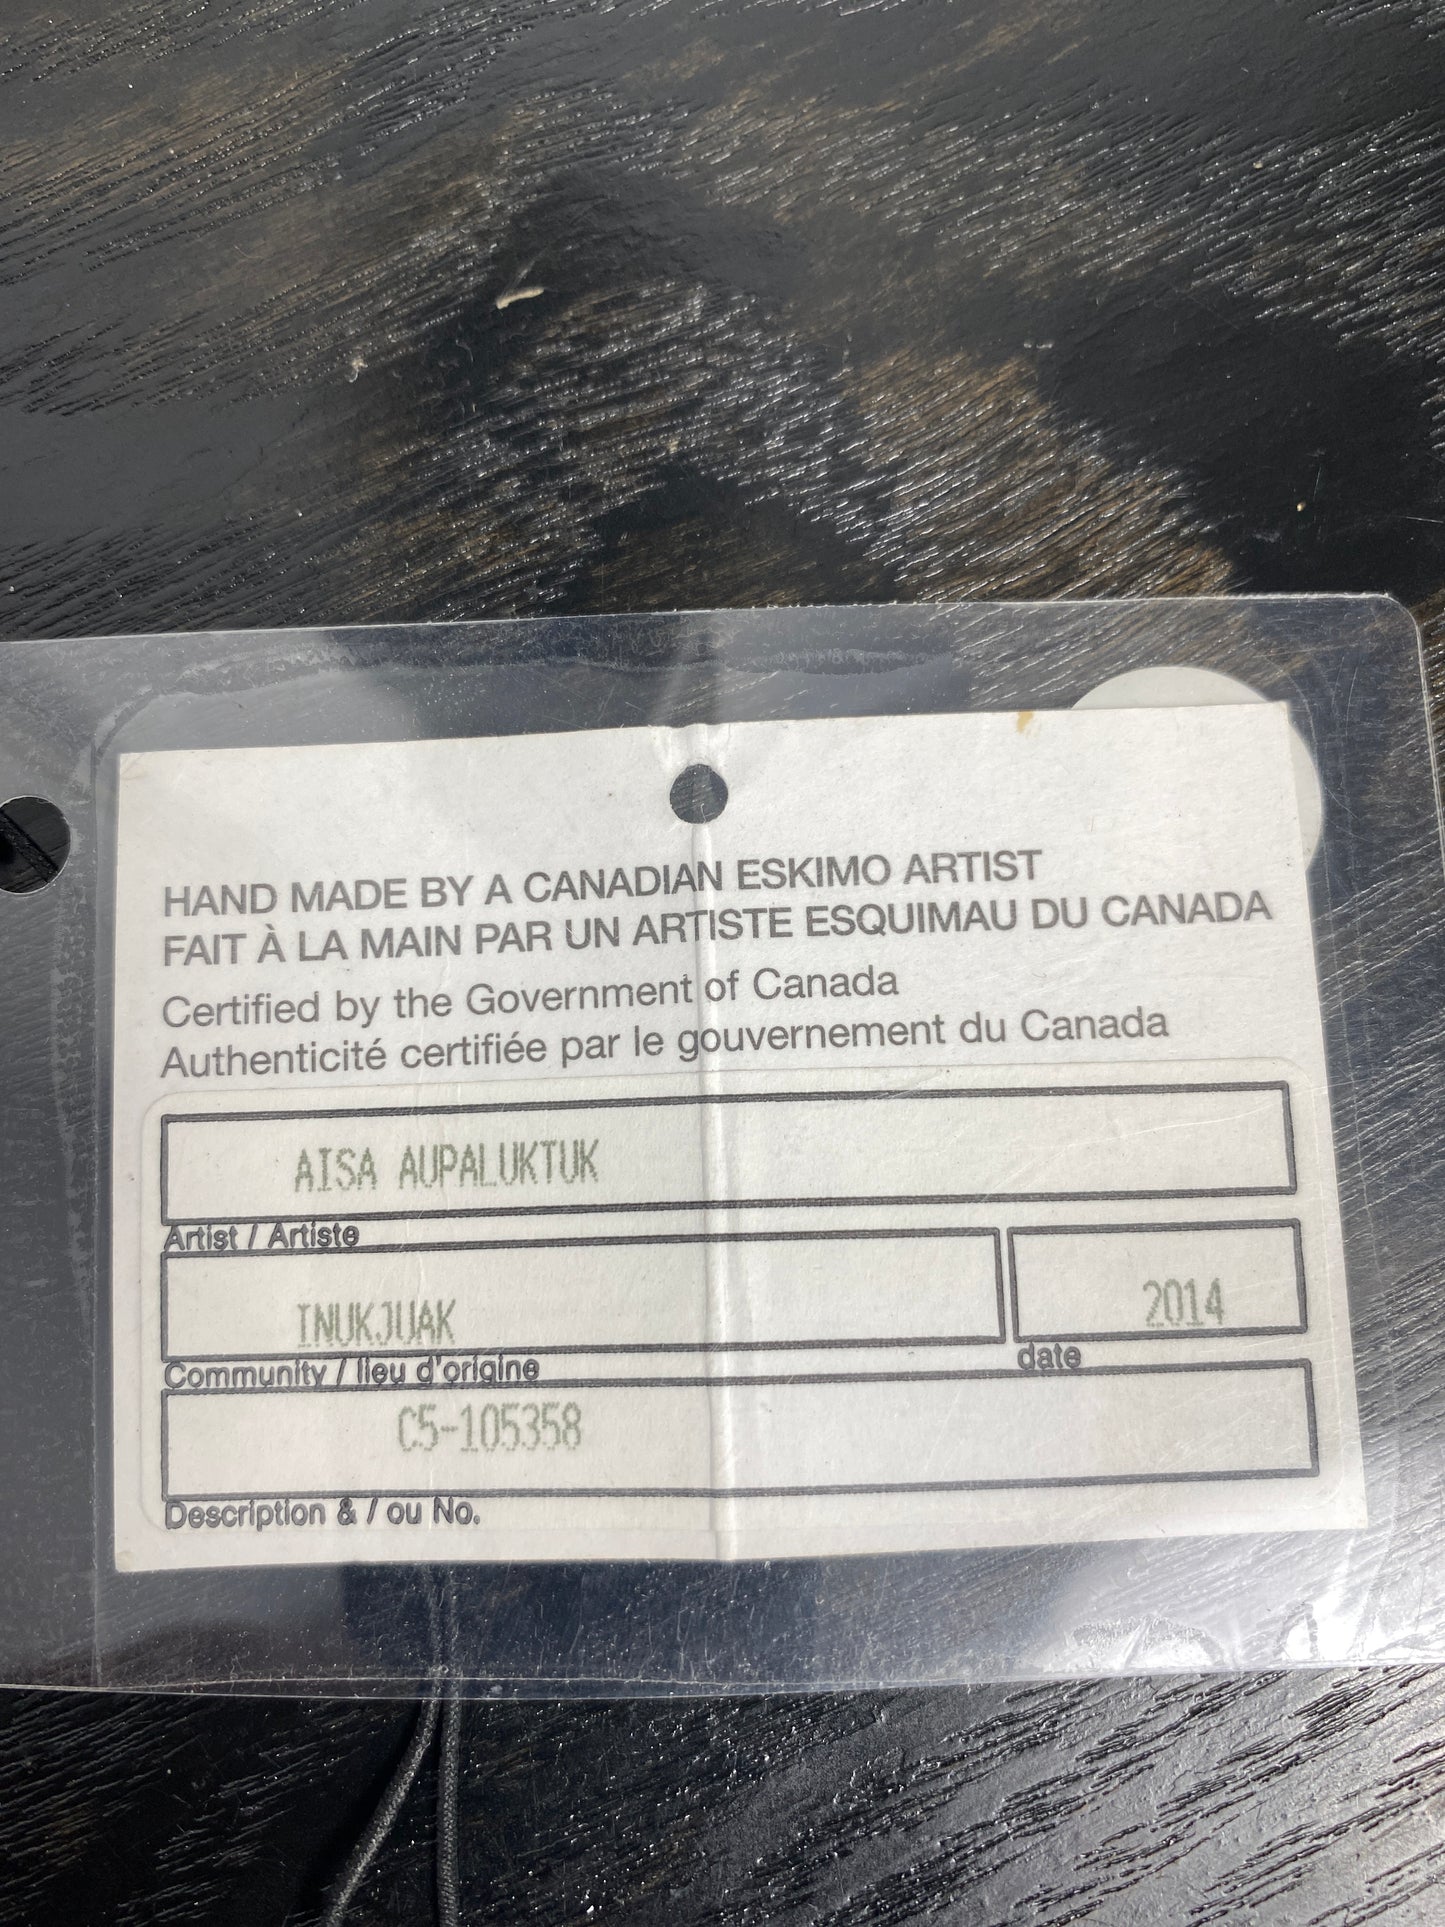 HAND MADE BY A CANADIAN ESKIMO ARTIST
FAIT À LA MAIN PAR UN ARTISTE ESQUIMAU DU CANADA
Certified by the Government of Canada
Authenticité certifiée par le gouvernement du Canada
AISA AUPALUKTUK
Artist / Artiste
INUKJUAK 2014
Community / lieu d'origine date
C5-105358
Description & / ou No.